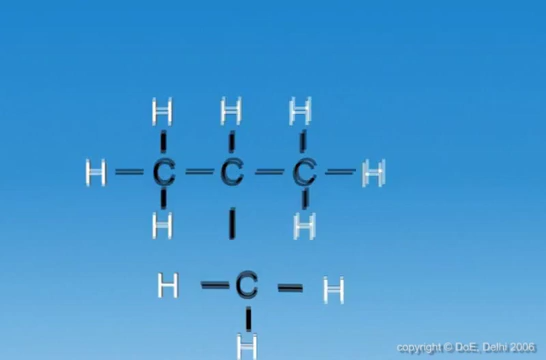 H H H
H C C C H
H H
H C H
H
copyright © DoE, Delhi 2006